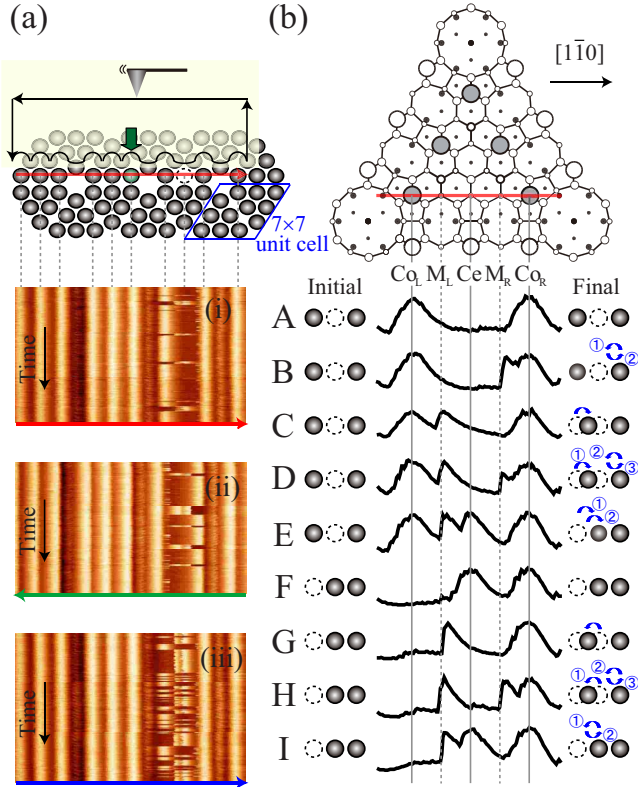 (a)
(b)
[11̄0]
7×7
unit cell
Initial
Co_L M_L Ce M_R Co_R
Final
(i)
Time
(ii)
Time
(iii)
Time
A
B ① ②
C
D ① ② ③
E ① ②
F
G
H ① ② ③
I ① ②